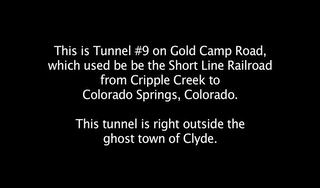 This is Tunnel #9 on Gold Camp Road,
which used be be the Short Line Railroad
from Cripple Creek to
Colorado Springs, Colorado.
This tunnel is right outside the
ghost town of Clyde.